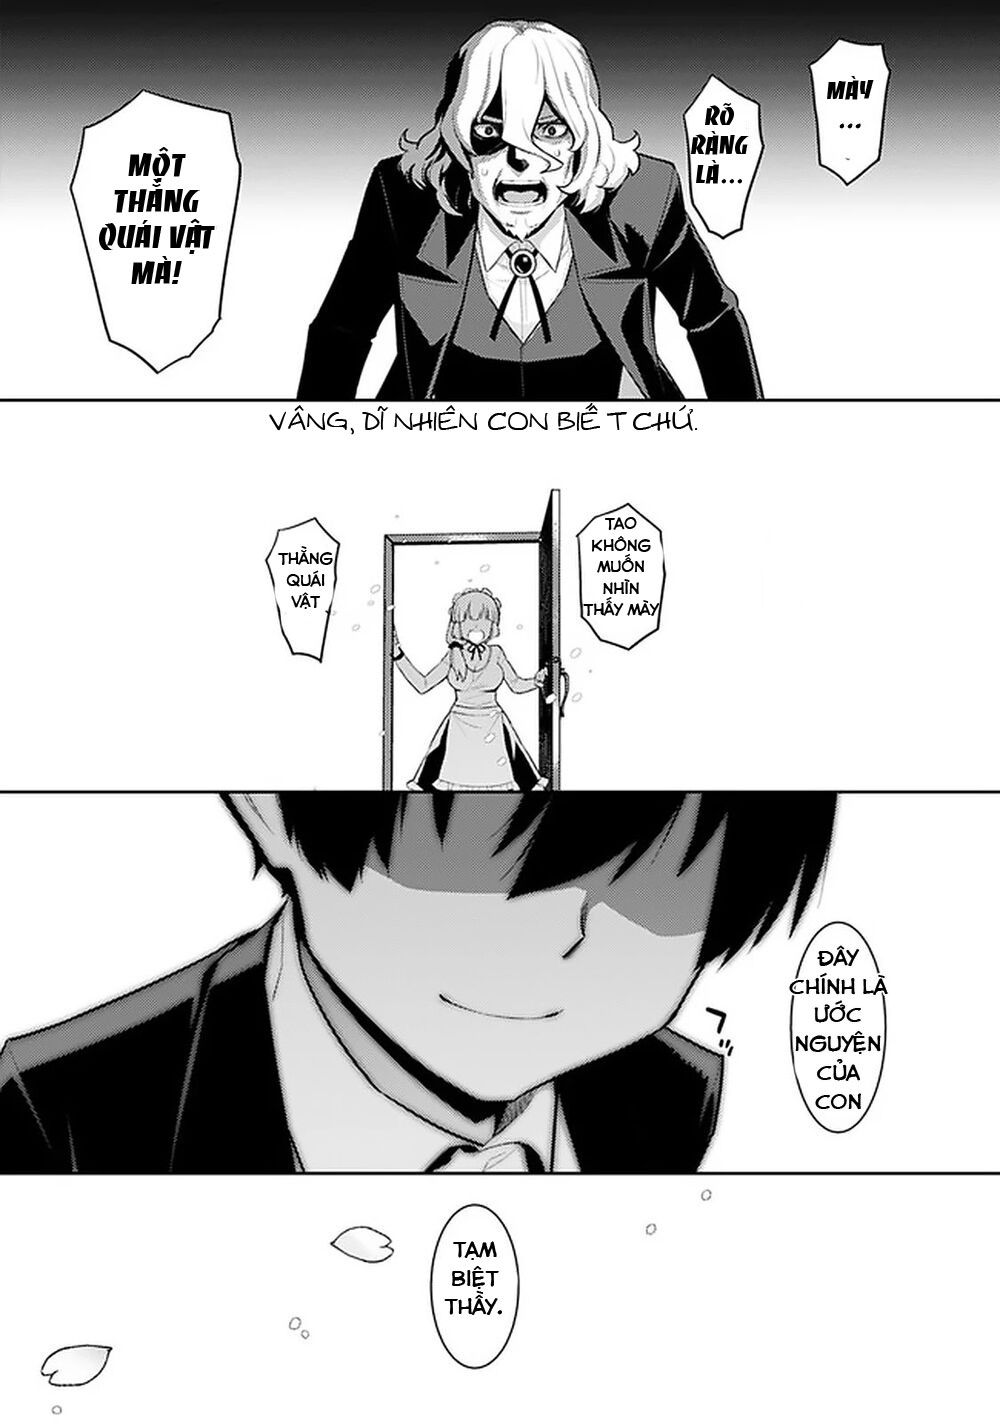 MÀY
...
RÕ
RÀNG
LÀ...
MỘT
THẰNG
QUÁI VẬT
MÀ!
VÂNG, DĨ NHIÊN CON BIẾT CHỨ.
TAO
KHÔNG
MUỐN
NHÌN
THẤY MÀY
THẰNG
QUÁI
VẬT
ĐÂY
CHÍNH LÀ
ƯỚC
NGUYỆN
CỦA
CON
TẠM
BIỆT
THẦY.